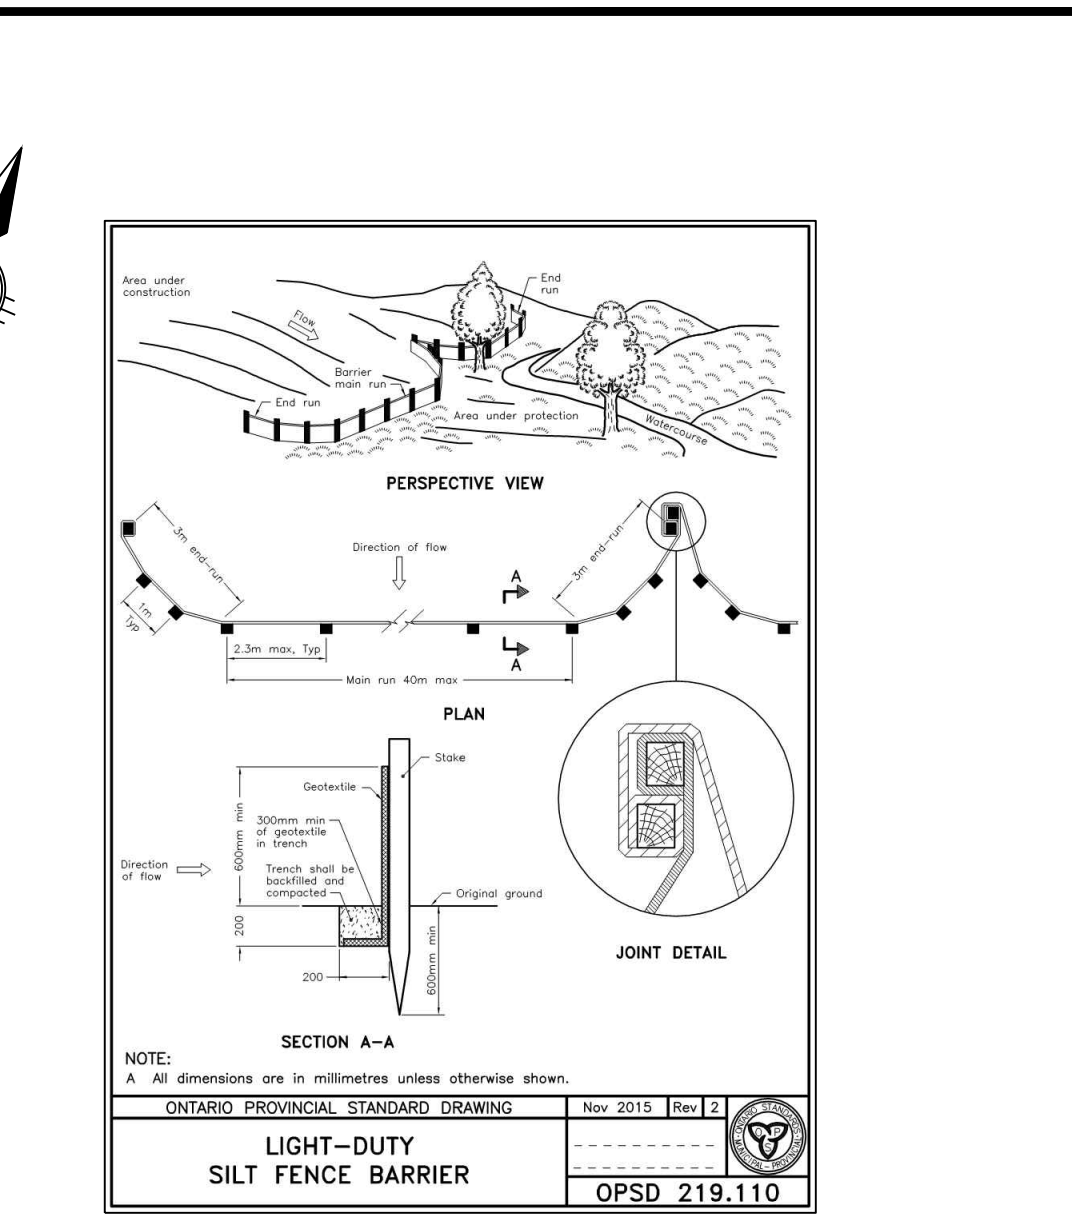 Area under
construction
Flow
End
run
Barrier
main run
End run
Area under protection
Watercourse
PERSPECTIVE VIEW
3m end-run
1m
Typ
Direction of flow
3m end-run
A
A
2.3m max, Typ
Main run 40m max
PLAN
Stake
Geotextile
300mm min
of geotextile
in trench
600mm min
Direction
of flow
Trench shall be
backfilled and
compacted
Original ground
200
600mm min
200
JOINT DETAIL
SECTION A-A
NOTE:
A All dimensions are in millimetres unless otherwise shown.
ONTARIO PROVINCIAL STANDARD DRAWING
Nov 2015
Rev
2
LIGHT-DUTY
SILT FENCE BARRIER
ONTARIO STANDARDS
MUNICIPAL-PROVINCIAL
O P
S
OPSD 219.110